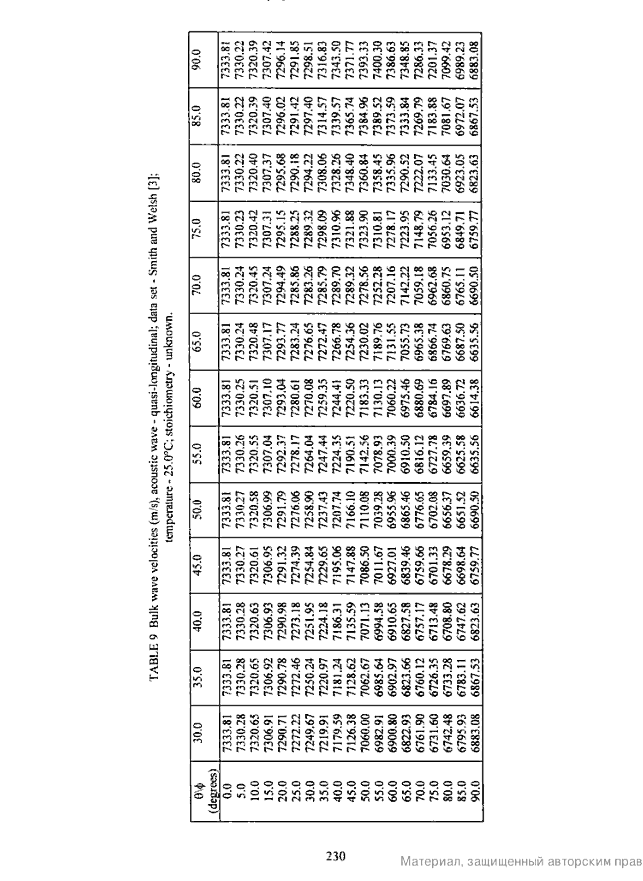 TABLE 9 Bulk wave velocities (m/s), acoustic wave - quasi-longitudinal; data set - Smith and Welsh [3];
temperature - 25.0°C; stoichiometry - unknown.
θ\φ 30.0 35.0 40.0 45.0 50.0 55.0 60.0 65.0 70.0 75.0 80.0 85.0 90.0
(degrees)
0.0 7333.81 7333.81 7333.81 7333.81 7333.81 7333.81 7333.81 7333.81 7333.81 7333.81 7333.81 7333.81 7333.81
5.0 7330.28 7330.28 7330.28 7330.27 7330.27 7330.26 7330.25 7330.24 7330.24 7330.23 7330.22 7330.22 7330.22
10.0 7320.65 7320.65 7320.63 7320.61 7320.58 7320.55 7320.51 7320.48 7320.45 7320.42 7320.40 7320.39 7320.39
15.0 7306.91 7306.92 7306.93 7306.95 7306.99 7307.04 7307.10 7307.17 7307.24 7307.31 7307.37 7307.40 7307.42
20.0 7290.71 7290.78 7290.98 7291.32 7291.79 7292.37 7293.04 7293.77 7294.49 7295.15 7295.68 7296.02 7296.14
25.0 7272.22 7272.46 7273.18 7274.39 7276.06 7278.17 7280.61 7283.24 7285.86 7288.25 7290.18 7291.42 7291.85
30.0 7249.67 7250.24 7251.95 7254.84 7258.90 7264.04 7270.08 7276.65 7283.26 7289.32 7294.22 7297.40 7298.51
35.0 7219.91 7220.97 7224.18 7229.65 7237.43 7247.44 7259.35 7272.47 7285.79 7298.09 7308.06 7314.57 7316.83
40.0 7179.59 7181.24 7186.31 7195.06 7207.74 7224.35 7244.41 7266.78 7289.70 7310.96 7328.26 7339.57 7343.50
45.0 7126.38 7128.62 7135.59 7147.88 7166.10 7190.51 7220.50 7254.36 7289.32 7321.88 7348.40 7365.74 7371.77
50.0 7060.00 7062.67 7071.13 7086.50 7110.08 7142.56 7183.33 7230.02 7278.56 7323.90 7360.84 7384.96 7393.33
55.0 6982.91 6985.64 6994.58 7011.67 7039.28 7078.93 7130.13 7189.76 7252.28 7310.81 7358.45 7389.52 7400.30
60.0 6900.80 6902.97 6910.65 6927.01 6955.96 7000.39 7060.22 7131.55 7207.16 7278.17 7335.96 7373.59 7386.63
65.0 6822.93 6823.66 6827.58 6839.46 6865.46 6910.50 6975.46 7055.73 7142.22 7223.95 7290.52 7333.84 7348.85
70.0 6761.90 6760.12 6757.17 6759.66 6776.65 6816.12 6880.69 6965.38 7059.18 7148.79 7222.07 7269.79 7286.33
75.0 6731.60 6726.35 6713.48 6701.33 6702.08 6727.78 6784.16 6866.74 6962.68 7056.26 7133.45 7183.88 7201.37
80.0 6742.48 6733.28 6708.80 6678.29 6656.37 6659.39 6697.89 6769.63 6860.75 6953.12 7030.64 7081.67 7099.42
85.0 6795.93 6783.11 6747.62 6698.64 6651.52 6625.58 6636.72 6687.50 6765.11 6849.71 6923.05 6972.07 6989.23
90.0 6883.08 6867.53 6823.63 6759.77 6690.50 6635.56 6614.38 6635.56 6690.50 6759.77 6823.63 6867.53 6883.08
230
Материал, защищенный авторским прав